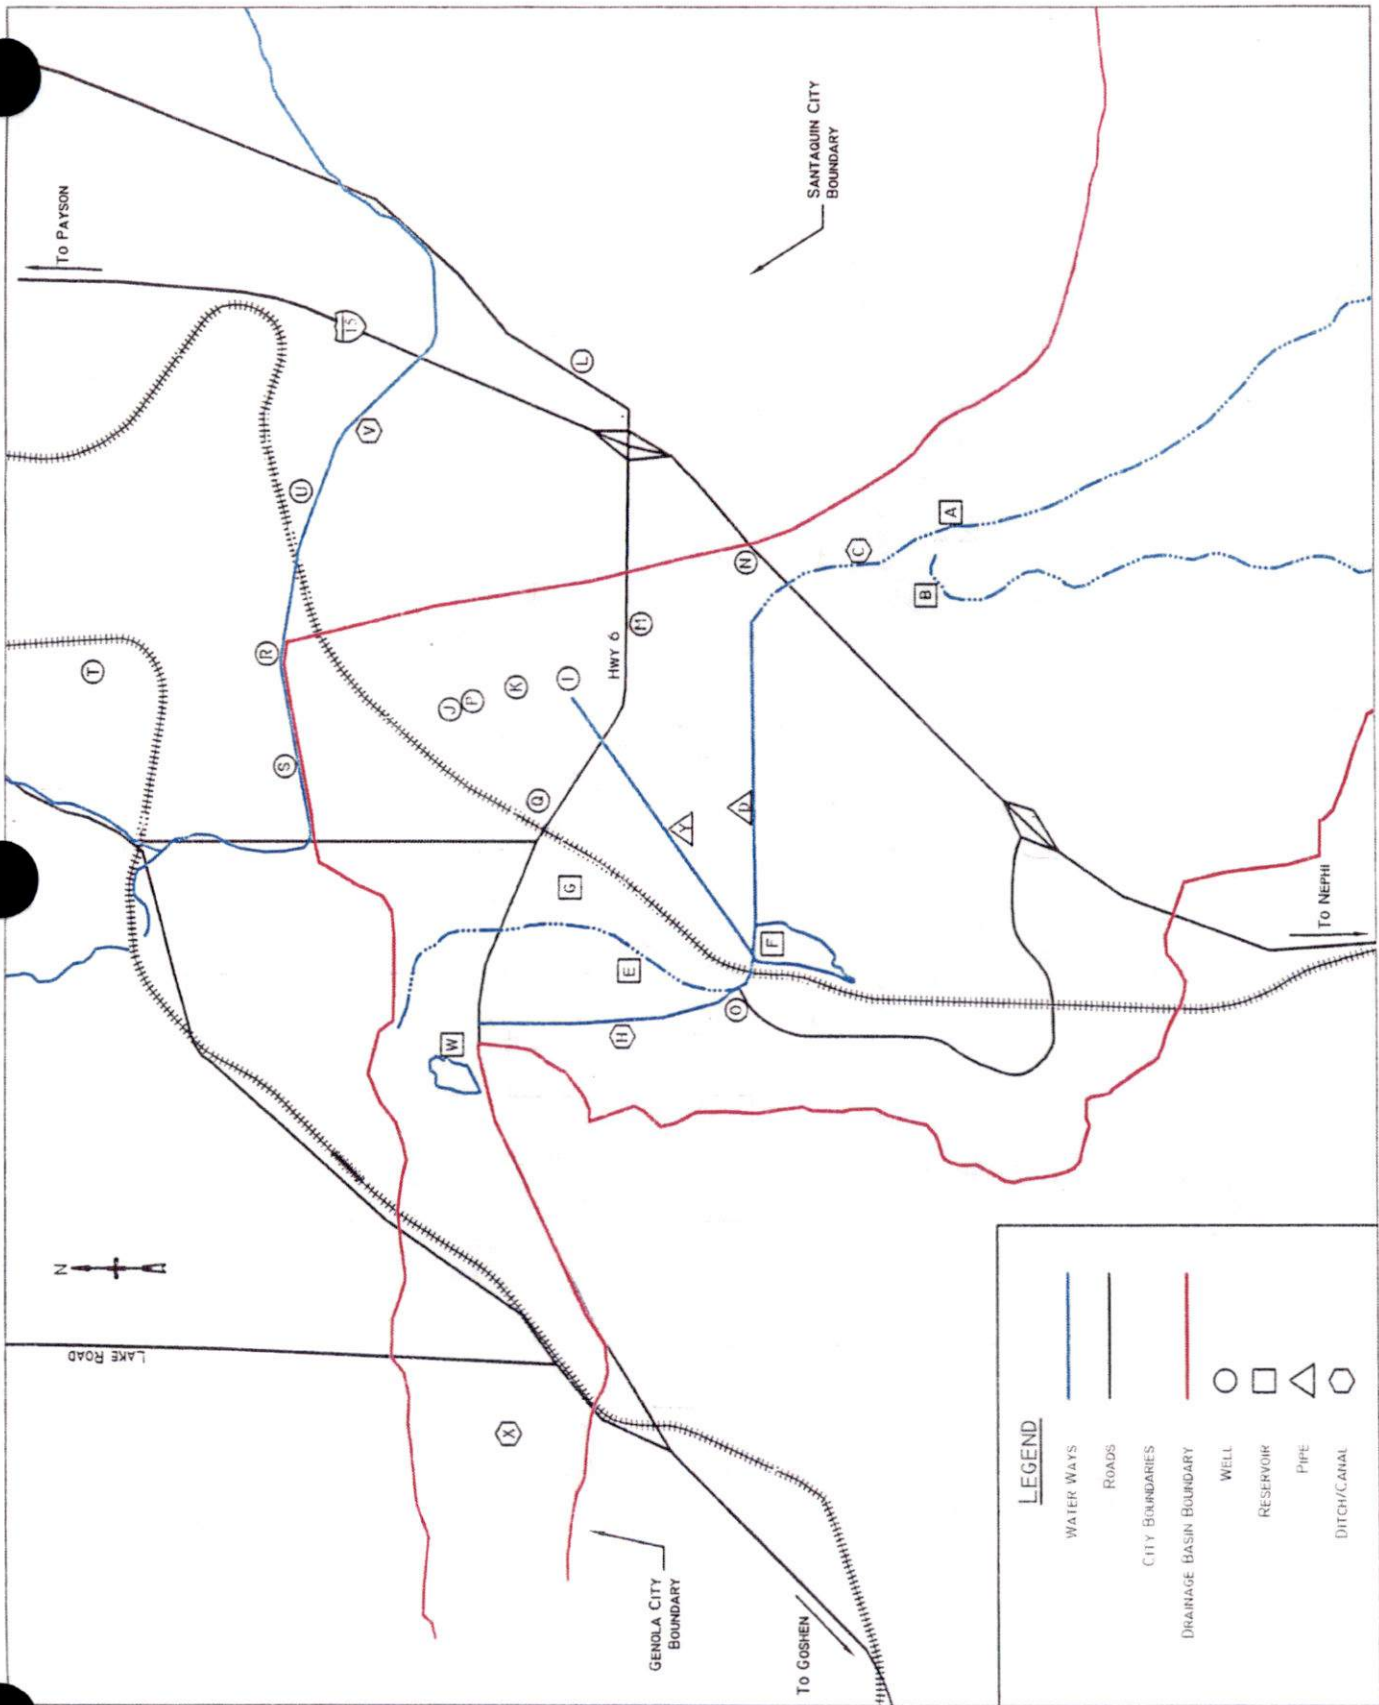 To Payson
15
Santaquin City
Boundary
T
U
V
R
S
J
P
K
I
L
M
Hwy 6
N
Q
Y
D
C
A
B
G
E
F
W
H
O
To Nephi
N
Lake Road
X
Genola City
Boundary
To Goshen
LEGEND
Water Ways
Roads
City Boundaries
Drainage Basin Boundary
Well
Reservoir
Pipe
Ditch/Canal